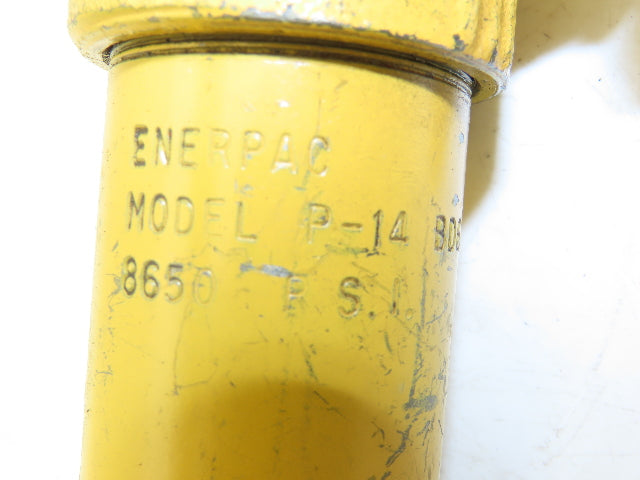 ENERPAC
MODEL P-14
8650 P S.I.